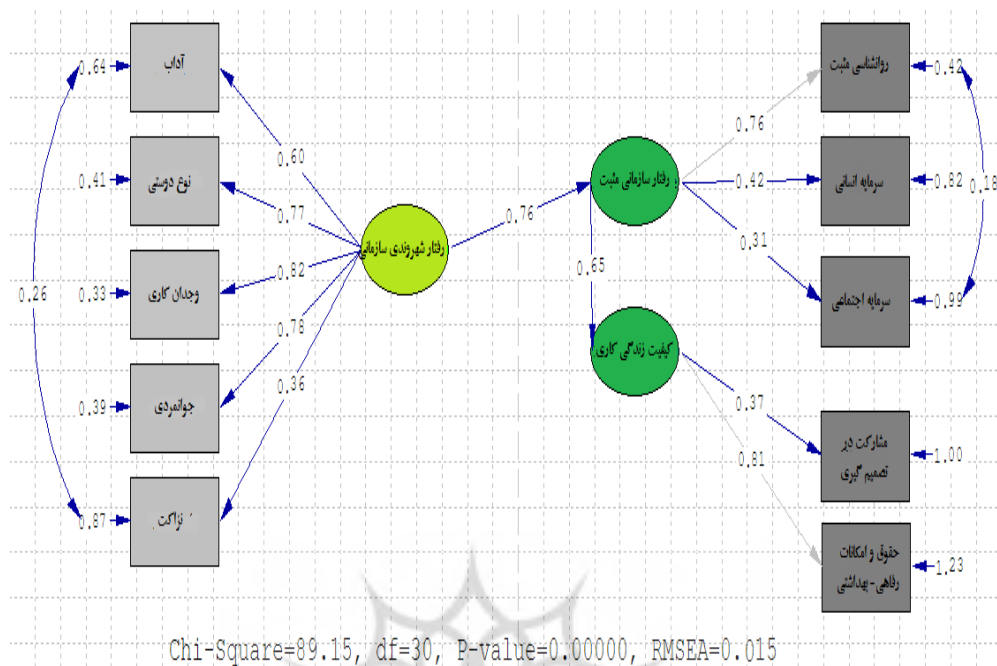 آداب
نوع دوستی
وجدان کاری
جوانمردی
نزاکت
0.64
0.41
0.33
0.39
0.87
0.26
0.60
0.77
0.82
0.78
0.36
رفتار شهروندی سازمانی
0.76
رفتار سازمانی مثبت
0.65
کیفیت زندگی کاری
0.76
0.42
0.31
0.37
0.81
روانشناسی مثبت
سرمایه انسانی
سرمایه اجتماعی
مشارکت در
تصمیم گیری
حقوق و امکانات
رفاهی-بهداشتی
0.42
0.82
0.99
1.00
1.23
0.18
Chi-Square=89.15, df=30, P-value=0.00000, RMSEA=0.015